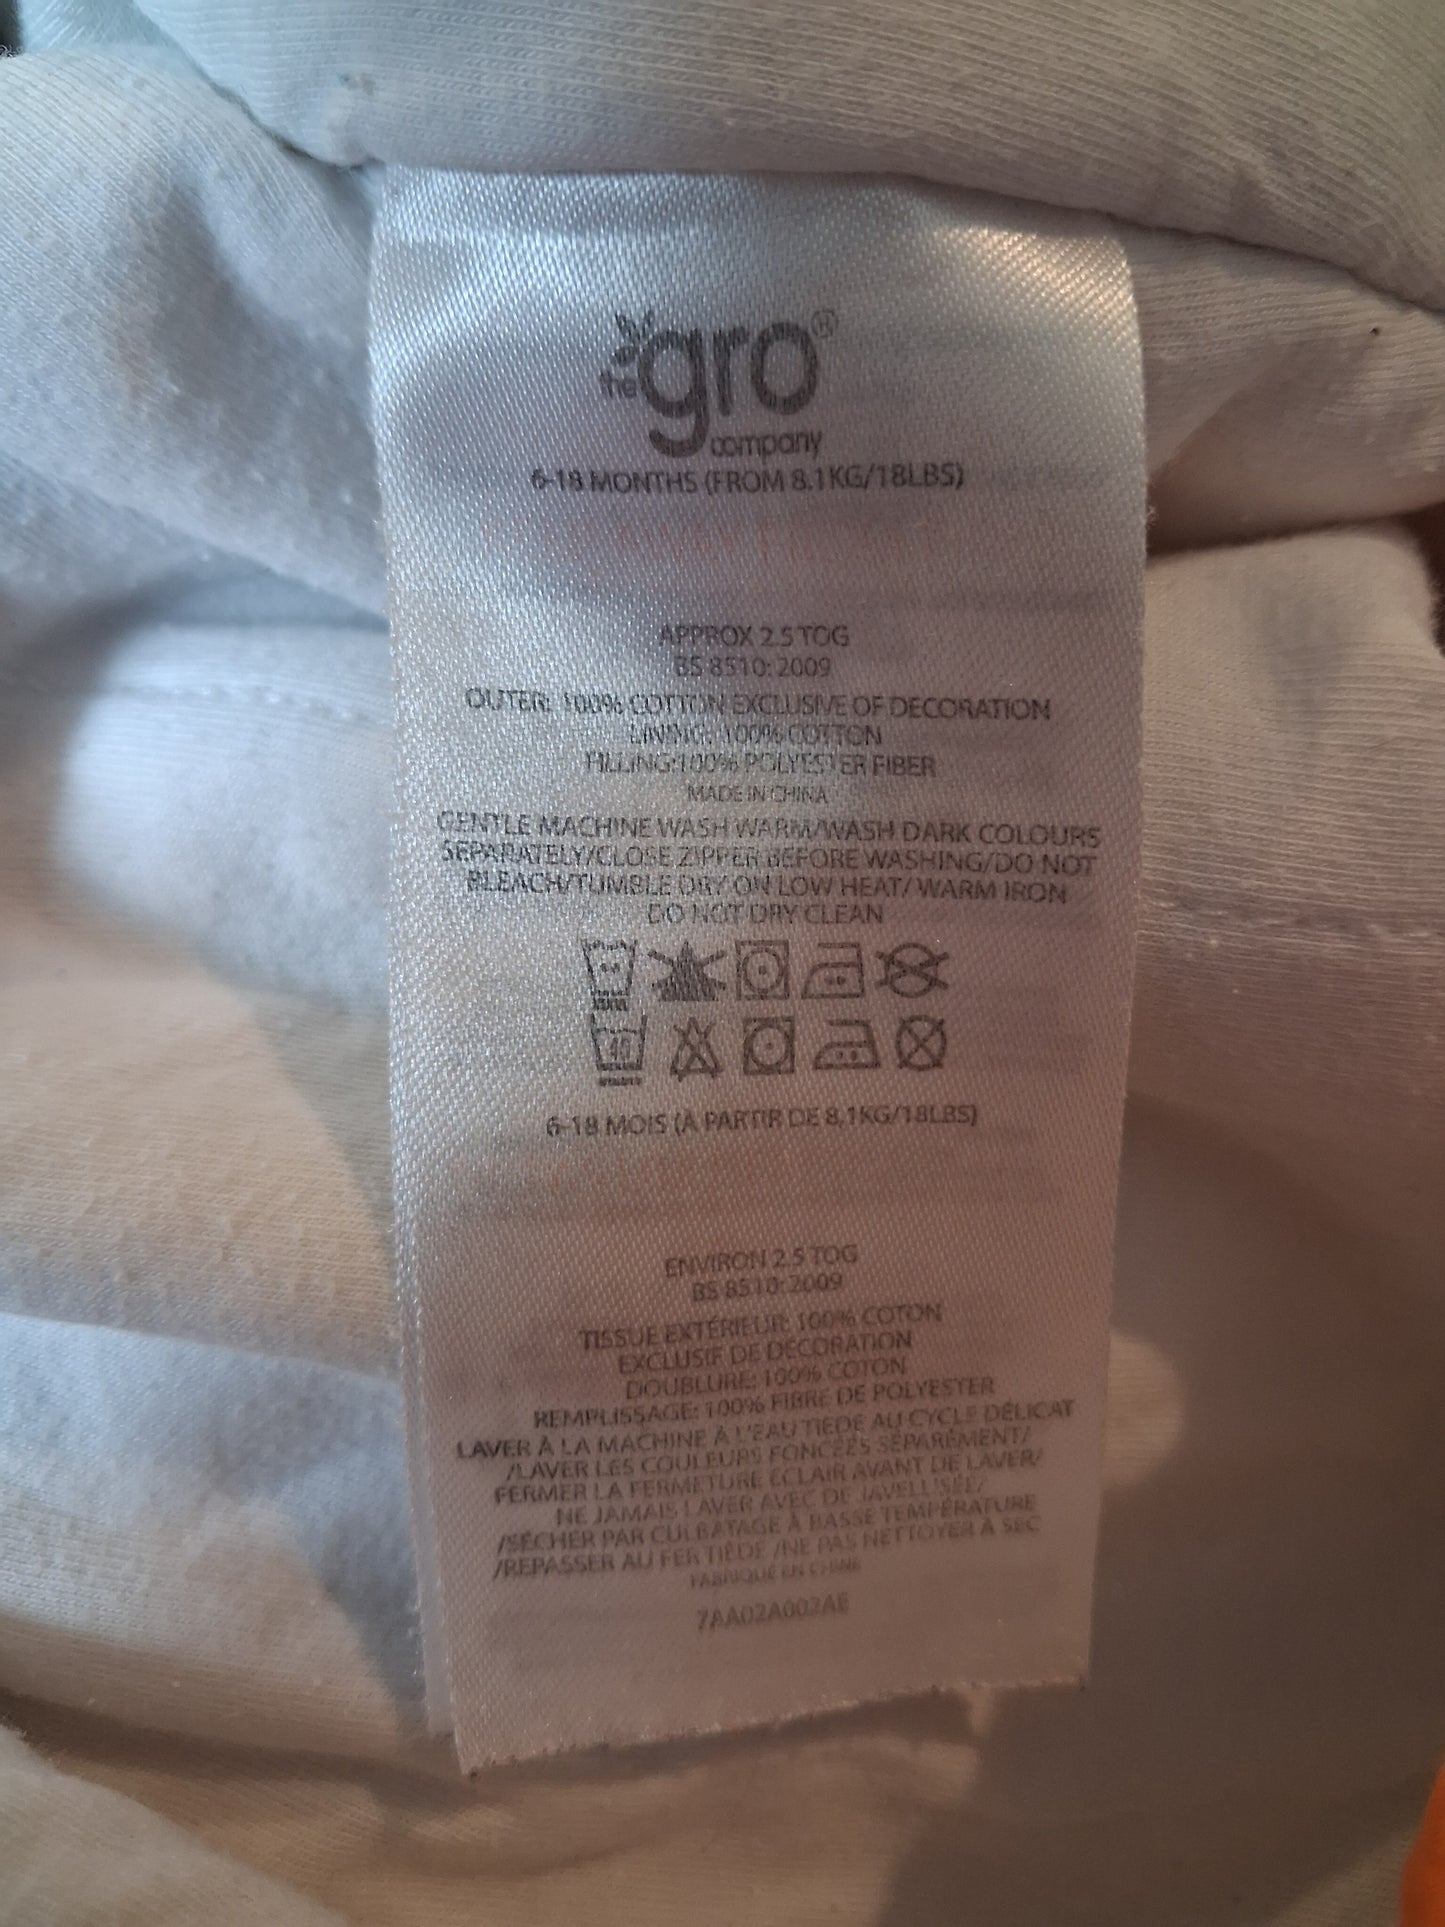 the gro®
company
6-18 MONTHS (FROM 8.1KG/18LBS)
APPROX 2.5 TOG
BS 8510: 2009
OUTER: 100% COTTON EXCLUSIVE OF DECORATION
LINING: 100% COTTON
FILLING:100% POLYESTER FIBER
MADE IN CHINA
GENTLE MACHINE WASH WARM/WASH DARK COLOURS
SEPARATELY/CLOSE ZIPPER BEFORE WASHING/DO NOT
BLEACH/TUMBLE DRY ON LOW HEAT/ WARM IRON
DO NOT DRY CLEAN
40
6-18 MOIS (À PARTIR DE 8,1KG/18LBS)
ENVIRON 2.5 TOG
BS 8510: 2009
TISSUE EXTÉRIEUR: 100% COTON
EXCLUSIF DE DECORATION
DOUBLURE: 100% COTON
REMPLISSAGE: 100% FIBRE DE POLYESTER
LAVER À LA MACHINE À L'EAU TIEDE AU CYCLE DÉLICAT
/LAVER LES COULEURS FONCÉES SÉPARÉMENT/
FERMER LA FERMETURE ECLAIR AVANT DE LAVER/
NE JAMAIS LAVER AVEC DE JAVELLISÉE/
/SÉCHER PAR CULBATAGE À BASSE TEMPÉRATURE
/REPASSER AU FER TIÈDE /NE PAS NETTOYER À SEC
FABRIQUÉ EN CHINE
7AA02A002AE